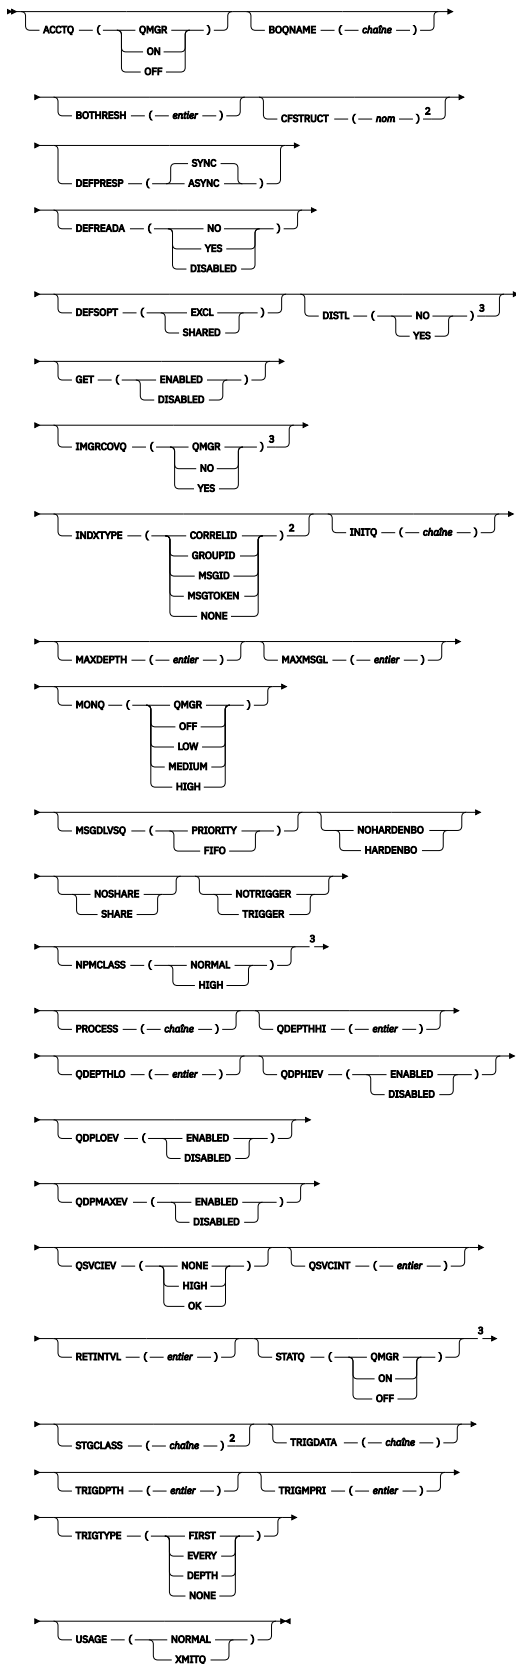 ACCTQ ( QMGR ) BOQNAME ( chaîne )
ON
OFF
BOTHRESH ( entier ) CFSTRUCT ( nom ) 2
SYNC
DEFPRESP ( ASYNC )
DEFREADA ( NO )
YES
DISABLED
DEFSOPT ( EXCL ) DISTL ( NO ) 3
SHARED YES
GET ( ENABLED )
DISABLED
IMGRCOVQ ( QMGR ) 3
NO
YES
INDXTYPE ( CORRELID ) 2 INITQ ( chaîne )
GROUPID
MSGID
MSGTOKEN
NONE
MAXDEPTH ( entier ) MAXMSGL ( entier )
MONQ ( QMGR )
OFF
LOW
MEDIUM
HIGH
MSGDLVSQ ( PRIORITY ) NOHARDENBO
FIFO HARDENBO
NOSHARE NOTRIGGER
SHARE TRIGGER
NPMCLASS ( NORMAL ) 3
HIGH
PROCESS ( chaîne ) QDEPTHHI ( entier )
QDEPTHLO ( entier ) QDPHIEV ( ENABLED )
DISABLED
QDPLOEV ( ENABLED )
DISABLED
QDPMAXEV ( ENABLED )
DISABLED
QSVCIEV ( NONE ) QSVCINT ( entier )
HIGH
OK
RETINTVL ( entier ) STATQ ( QMGR ) 3
ON
OFF
STGCLASS ( chaîne ) 2 TRIGDATA ( chaîne )
TRIGDPTH ( entier ) TRIGMPRI ( entier )
TRIGTYPE ( FIRST )
EVERY
DEPTH
NONE
USAGE ( NORMAL )
XMITQ